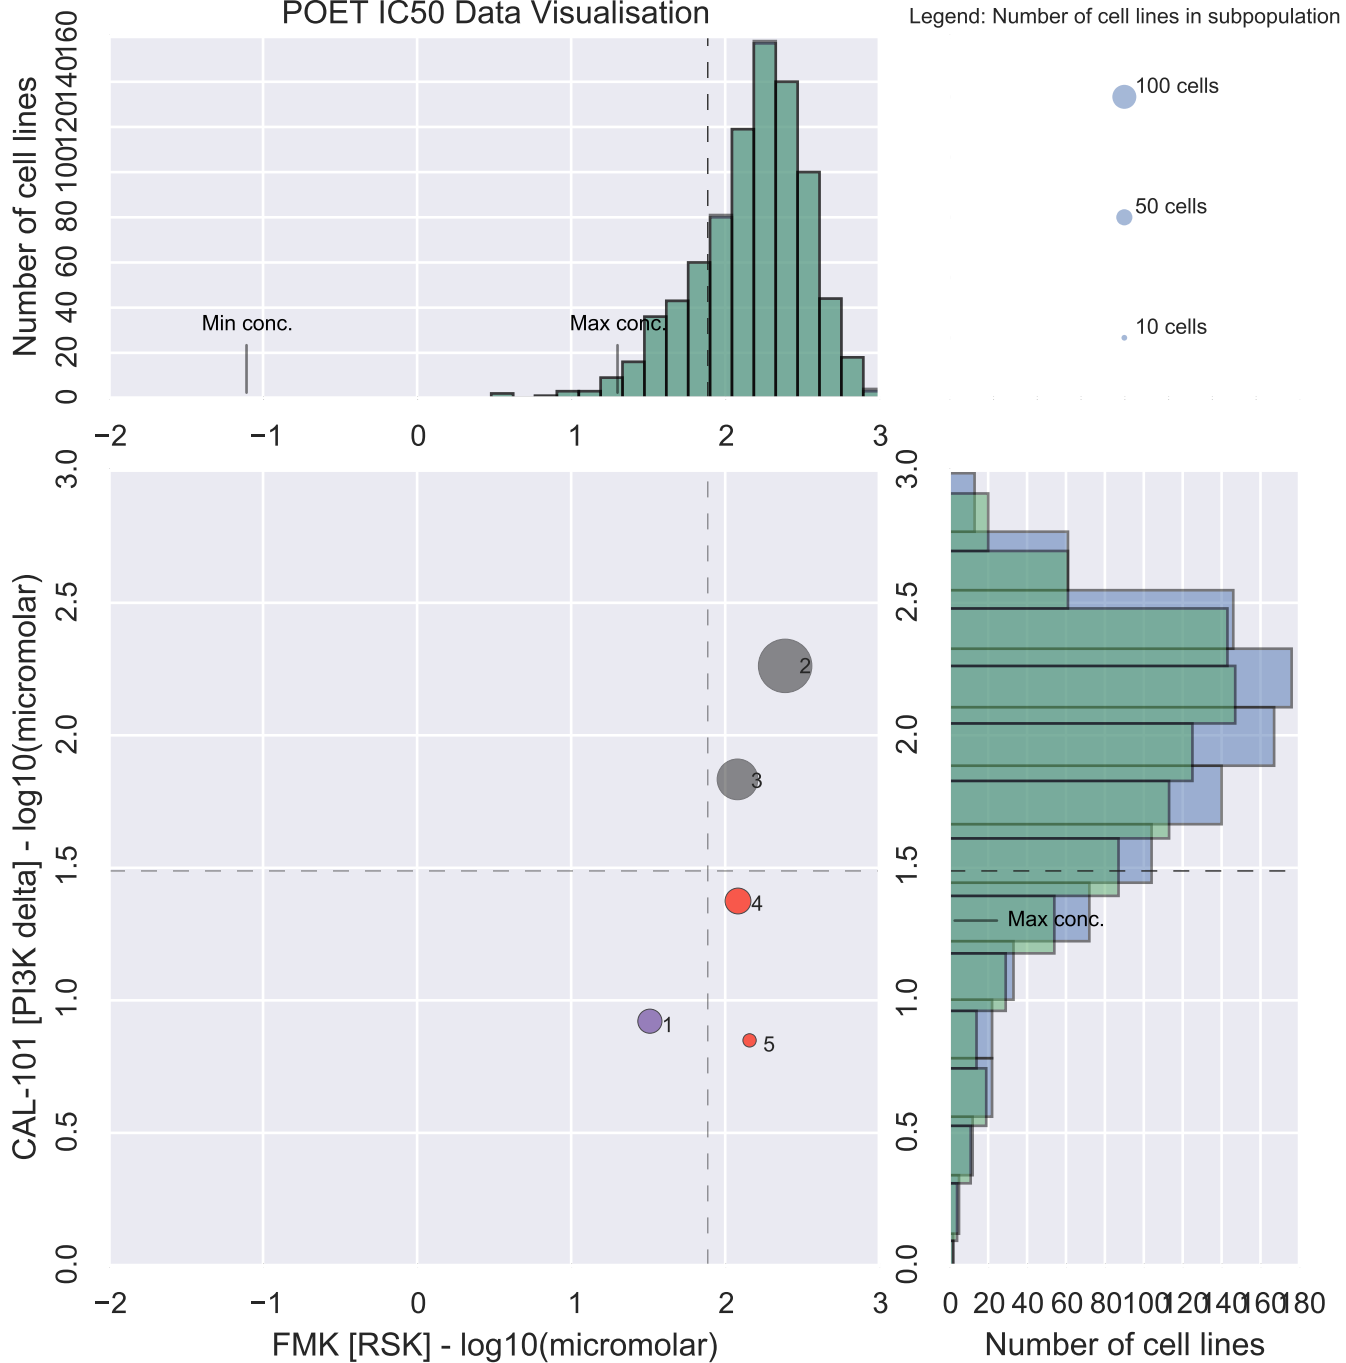 POET IC50 Data Visualisation
Legend: Number of cell lines in subpopulation
100 cells
50 cells
10 cells
Number of cell lines
0 20 40 60 80 100 120 140 160
Min conc.
Max conc.
−2 −1 0 1 2 3
CAL-101 [PI3K delta] - log10(micromolar)
3.0
2.5
2.0
1.5
1.0
0.5
0.0
2
3
4
1
5
−2 −1 0 1 2 3
FMK [RSK] - log10(micromolar)
3.0
2.5
2.0
1.5
1.0
0.5
0.0
Max conc.
0 20 40 60 80 100 120 140 160 180
Number of cell lines